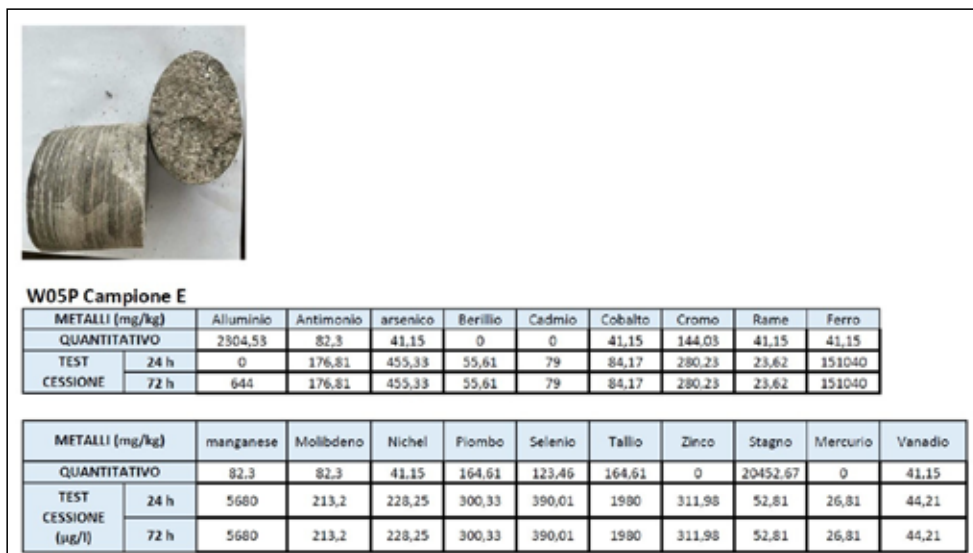 W05P Campione E
METALLI (mg/kg) Alluminio Antimonio arsenico Berillio Cadmio Cobalto Cromo Rame Ferro
QUANTITATIVO 2304,53 82,3 41,15 0 0 41,15 144,03 41,15 41,15
TEST CESSIONE 24 h 0 176,81 455,33 55,61 79 84,17 280,23 23,62 151040
72 h 644 176,81 455,33 55,61 79 84,17 280,23 23,62 151040
METALLI (mg/kg) manganese Molibdeno Nichel Piombo Selenio Tallio Zinco Stagno Mercurio Vanadio
QUANTITATIVO 82,3 82,3 41,15 164,61 123,46 164,61 0 20452,67 0 41,15
TEST CESSIONE (µg/l) 24 h 5680 213,2 228,25 300,33 390,01 1980 311,98 52,81 26,81 44,21
72 h 5680 213,2 228,25 300,33 390,01 1980 311,98 52,81 26,81 44,21